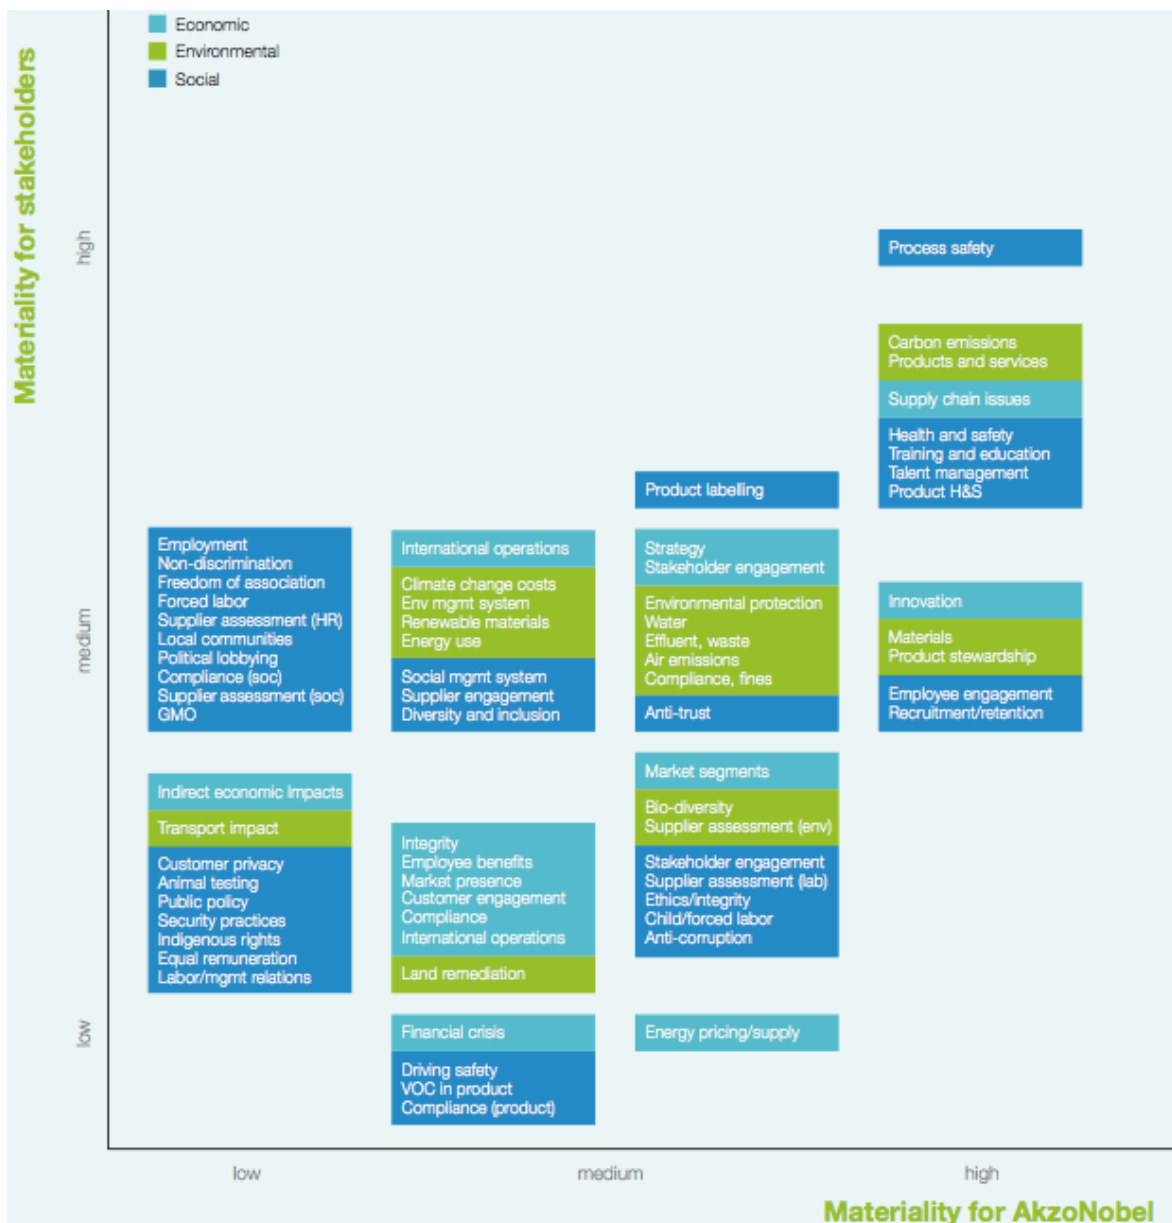 Economic
Environmental
Social
Materiality for stakeholders
high
medium
low
Process safety
Carbon emissions
Products and services
Supply chain issues
Health and safety
Training and education
Talent management
Product H&S
Product labelling
Employment
Non-discrimination
Freedom of association
Forced labor
Supplier assessment (HR)
Local communities
Political lobbying
Compliance (soc)
Supplier assessment (soc)
GMO
International operations
Climate change costs
Env mgmt system
Renewable materials
Energy use
Social mgmt system
Supplier engagement
Diversity and inclusion
Strategy
Stakeholder engagement
Environmental protection
Water
Effluent, waste
Air emissions
Compliance, fines
Anti-trust
Innovation
Materials
Product stewardship
Employee engagement
Recruitment/retention
Indirect economic Impacts
Transport impact
Customer privacy
Animal testing
Public policy
Security practices
Indigenous rights
Equal remuneration
Labor/mgmt relations
Integrity
Employee benefits
Market presence
Customer engagement
Compliance
International operations
Land remediation
Market segments
Bio-diversity
Supplier assessment (env)
Stakeholder engagement
Supplier assessment (lab)
Ethics/integrity
Child/forced labor
Anti-corruption
Financial crisis
Driving safety
VOC in product
Compliance (product)
Energy pricing/supply
low
medium
high
Materiality for AkzoNobel